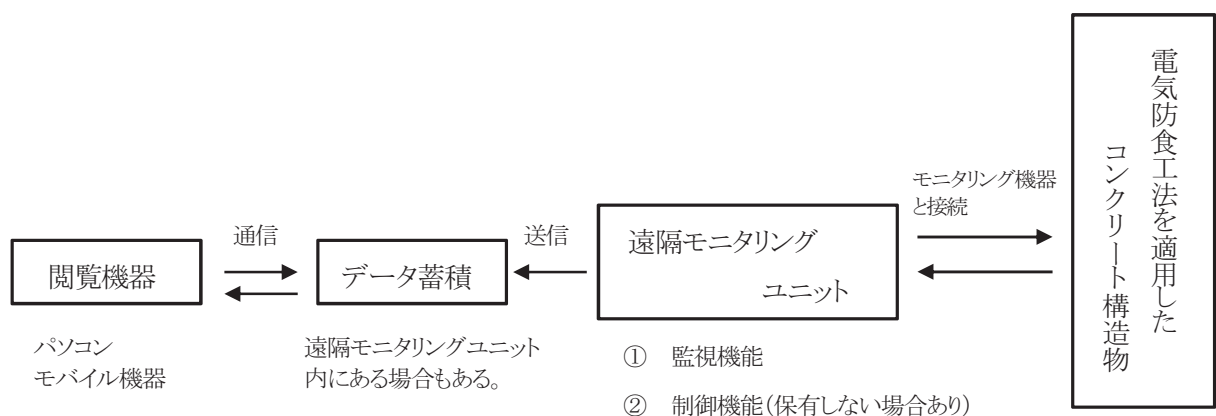 閲覧機器
通信
データ蓄積
送信
遠隔モニタリング
ユニット
モニタリング機器
と接続
電気防食工法を適用した
コンクリート構造物
パソコン
モバイル機器
遠隔モニタリングユニット
内にある場合もある。
① 監視機能
② 制御機能(保有しない場合あり)